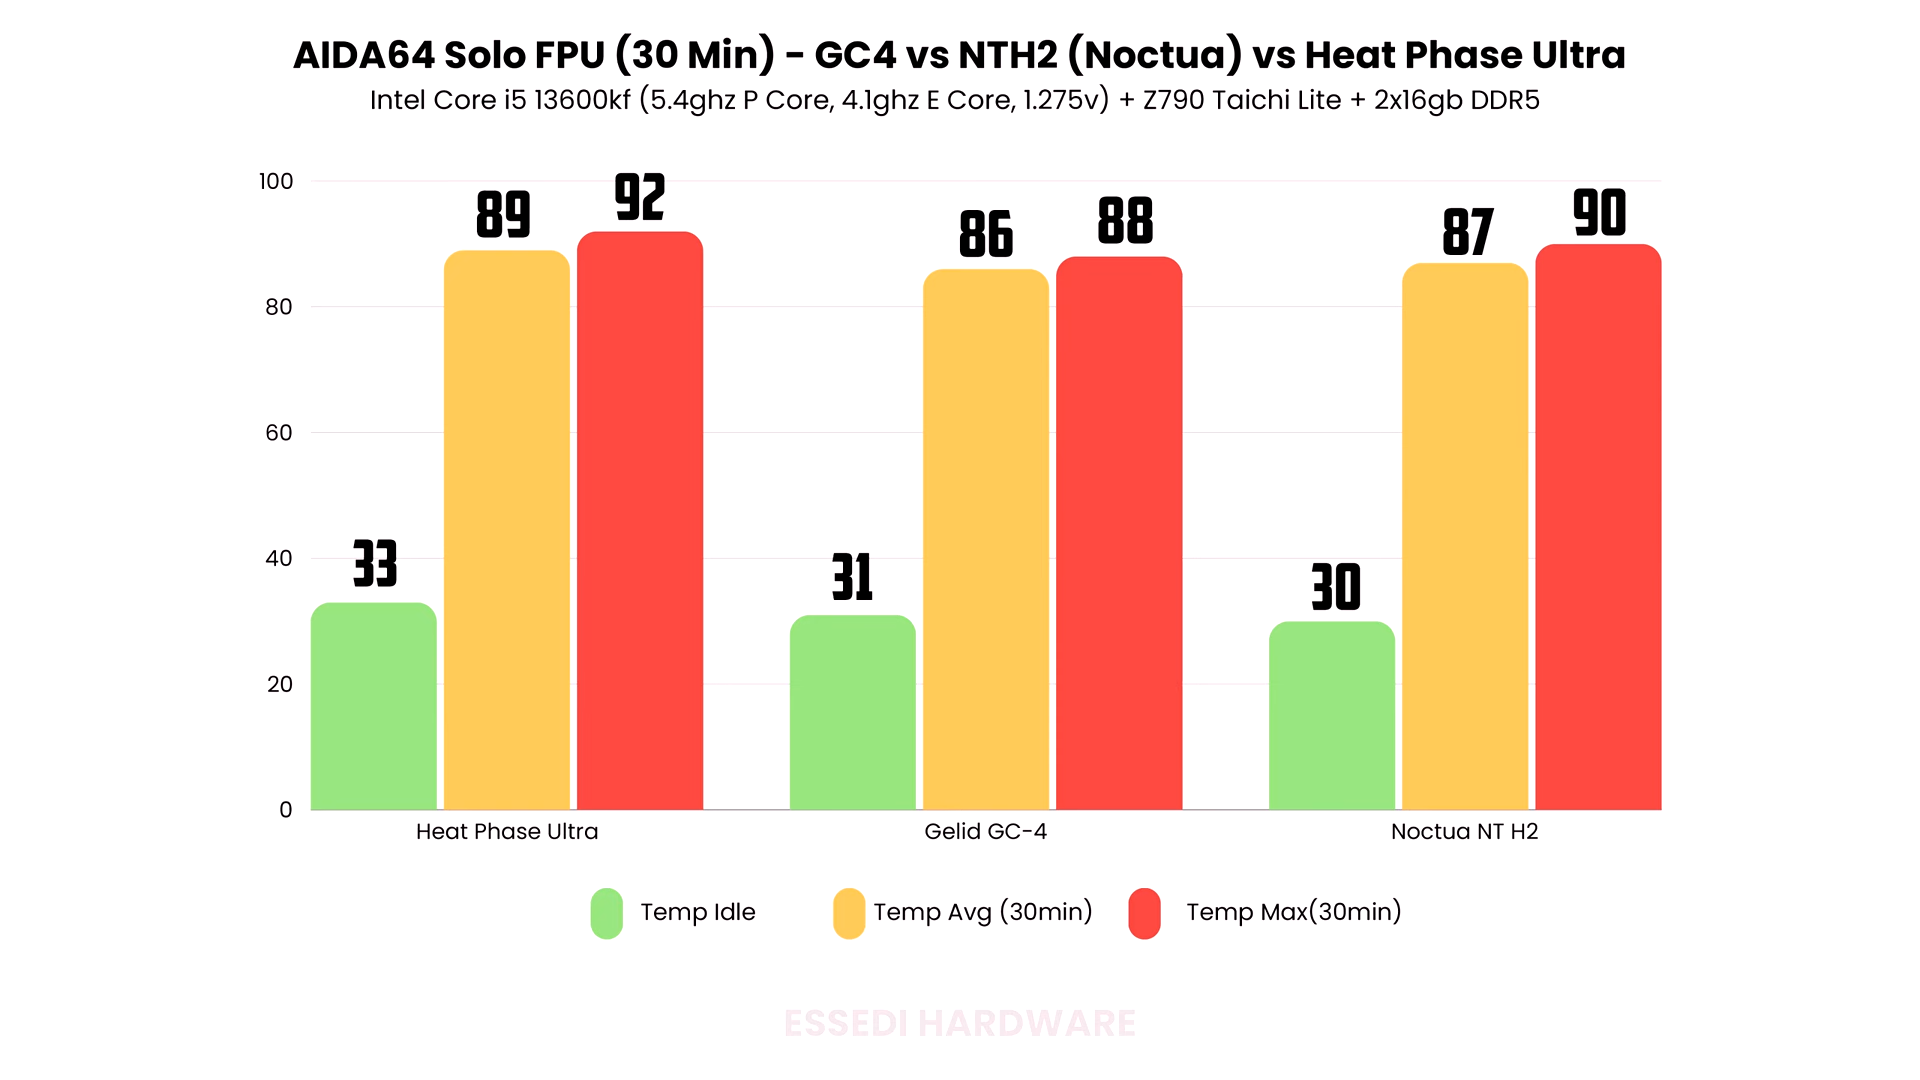 AIDA64 Solo FPU (30 Min) - GC4 vs NTH2 (Noctua) vs Heat Phase Ultra
Intel Core i5 13600kf (5.4ghz P Core, 4.1ghz E Core, 1.275v) + Z790 Taichi Lite + 2x16gb DDR5
100
80
60
40
20
0
33
89
92
31
86
88
30
87
90
Heat Phase Ultra
Gelid GC-4
Noctua NT H2
Temp Idle
Temp Avg (30min)
Temp Max(30min)
ESSEDI HARDWARE